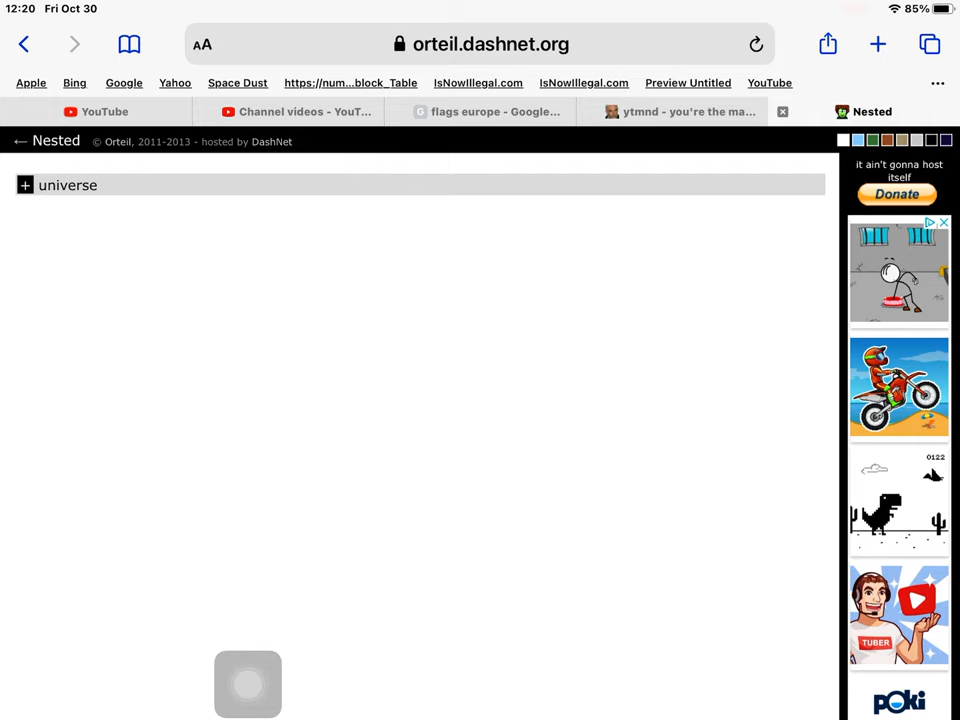 12:20 Fri Oct 30 85%
AA orteil.dashnet.org
Apple Bing Google Yahoo Space Dust https://num...block_Table IsNowIllegal.com IsNowIllegal.com Preview Untitled YouTube ...
YouTube Channel videos - YouT... G flags europe - Google... ytmnd - you're the ma... Nested
← Nested © Orteil, 2011-2013 - hosted by DashNet
it ain't gonna host
itself
Donate
+ universe
0122
TUBER
POKi